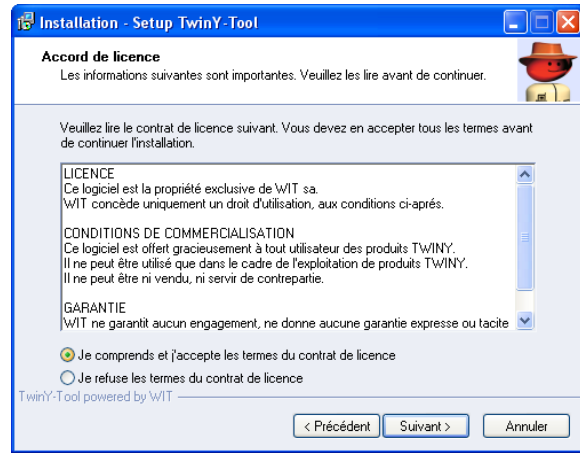 Installation - Setup TwinY-Tool
Accord de licence
Les informations suivantes sont importantes. Veuillez les lire avant de continuer.
Veuillez lire le contrat de licence suivant. Vous devez en accepter tous les termes avant
de continuer l'installation.
LICENCE
Ce logiciel est la propriété exclusive de WIT sa.
WIT concède uniquement un droit d'utilisation, aux conditions ci-aprés.
CONDITIONS DE COMMERCIALISATION
Ce logiciel est offert gracieusement à tout utilisateur des produits TWINY.
Il ne peut être utilisé que dans le cadre de l'exploitation de produits TWINY.
Il ne peut être ni vendu, ni servir de contrepartie.
GARANTIE
WIT ne garantit aucun engagement, ne donne aucune garantie expresse ou tacite
Je comprends et j'accepte les termes du contrat de licence
Je refuse les termes du contrat de licence
TwinY-Tool powered by WIT
< Précédent Suivant > Annuler